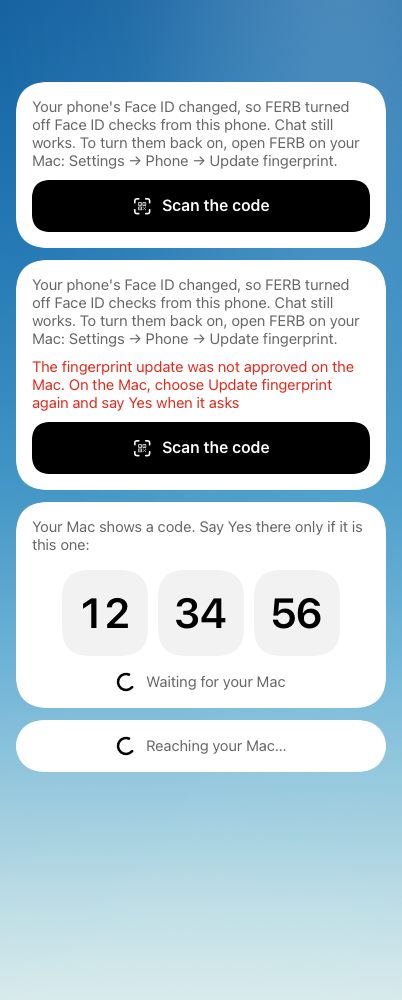 Your phone's Face ID changed, so FERB turned
off Face ID checks from this phone. Chat still
works. To turn them back on, open FERB on your
Mac: Settings → Phone → Update fingerprint.
Scan the code
Your phone's Face ID changed, so FERB turned
off Face ID checks from this phone. Chat still
works. To turn them back on, open FERB on your
Mac: Settings → Phone → Update fingerprint.
The fingerprint update was not approved on the
Mac. On the Mac, choose Update fingerprint
again and say Yes when it asks
Scan the code
Your Mac shows a code. Say Yes there only if it is
this one:
12 34 56
Waiting for your Mac
Reaching your Mac...